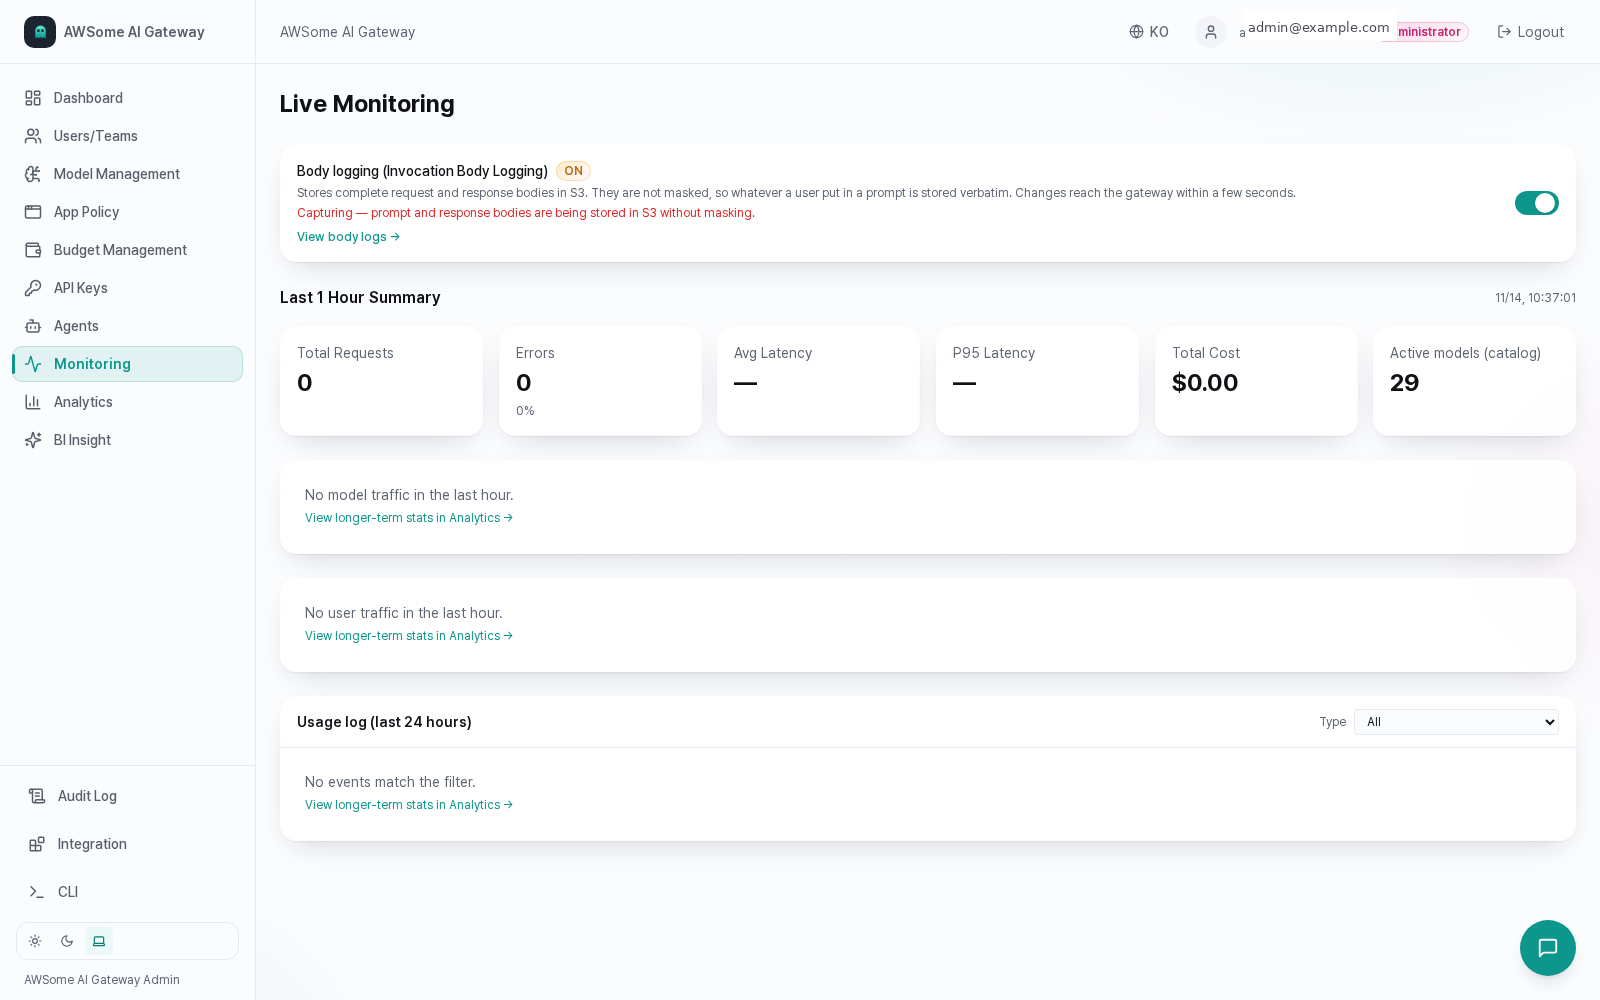 AWSome AI Gateway
AWSome AI Gateway
KO
admin@example.com
Logout
Dashboard
Users/Teams
Model Management
App Policy
Budget Management
API Keys
Agents
Monitoring
Analytics
BI Insight
Live Monitoring
Body logging (Invocation Body Logging) ON
Stores complete request and response bodies in S3. They are not masked, so whatever a user put in a prompt is stored verbatim. Changes reach the gateway within a few seconds.
Capturing — prompt and response bodies are being stored in S3 without masking.
View body logs →
Last 1 Hour Summary
11/14, 10:37:01
Total Requests
0
Errors
0
0%
Avg Latency
—
P95 Latency
—
Total Cost
$0.00
Active models (catalog)
29
No model traffic in the last hour.
View longer-term stats in Analytics →
No user traffic in the last hour.
View longer-term stats in Analytics →
Usage log (last 24 hours)
Type
All
No events match the filter.
View longer-term stats in Analytics →
Audit Log
Integration
CLI
AWSome AI Gateway Admin